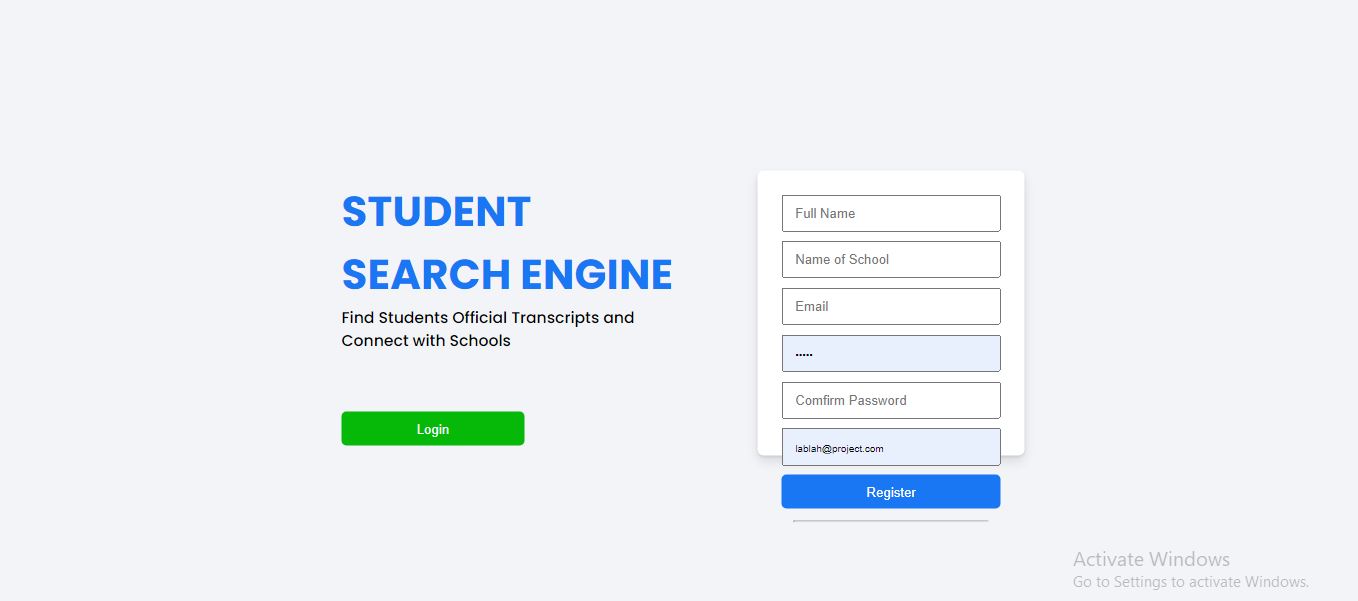 STUDENT
SEARCH ENGINE
Find Students Official Transcripts and
Connect with Schools
Login
Full Name
Name of School
Email
•••••
Comfirm Password
lablah@project.com
Register
Activate Windows
Go to Settings to activate Windows.